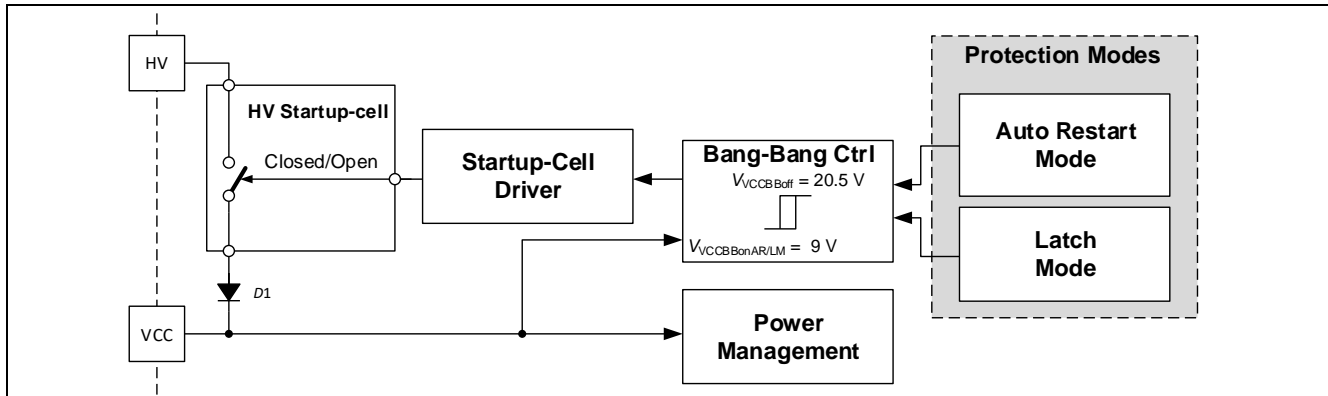 HV
HV Startup-cell
Closed/Open
D1
VCC
Startup-Cell
Driver
Bang-Bang Ctrl
VVCCBBoff = 20.5 V
VVCCBBonAR/LM = 9 V
Power
Management
Protection Modes
Auto Restart
Mode
Latch
Mode